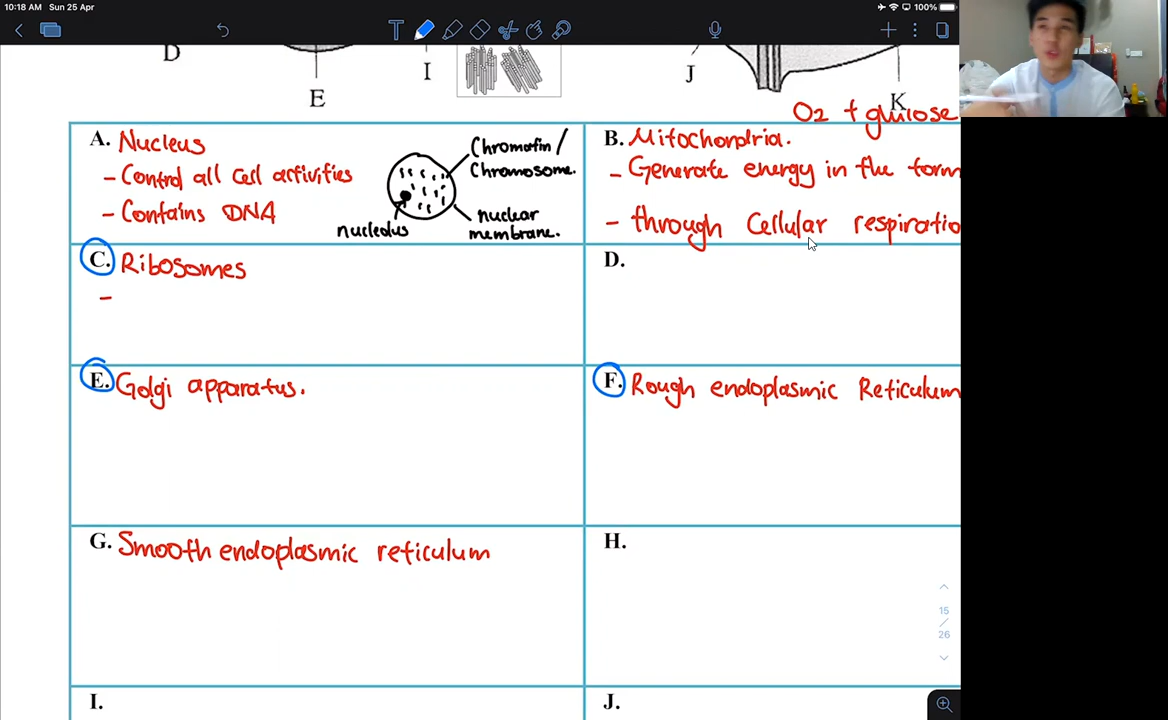 10:18 AM Sun 25 Apr
100%
T
D
E
I
J
K
O2 + gulose
A. Nucleus
- Control all cell activities
- Contains DNA
Chromatin /
Chromosome.
nucleolus
nuclear
membrane.
B. Mitochondria.
- Generate energy in the form
- through Cellular respiratio
C. Ribosomes
-
D.
E. Golgi apparatus.
F. Rough endoplasmic Reticulum
G. Smooth endoplasmic reticulum
H.
15
/
26
I.
J.